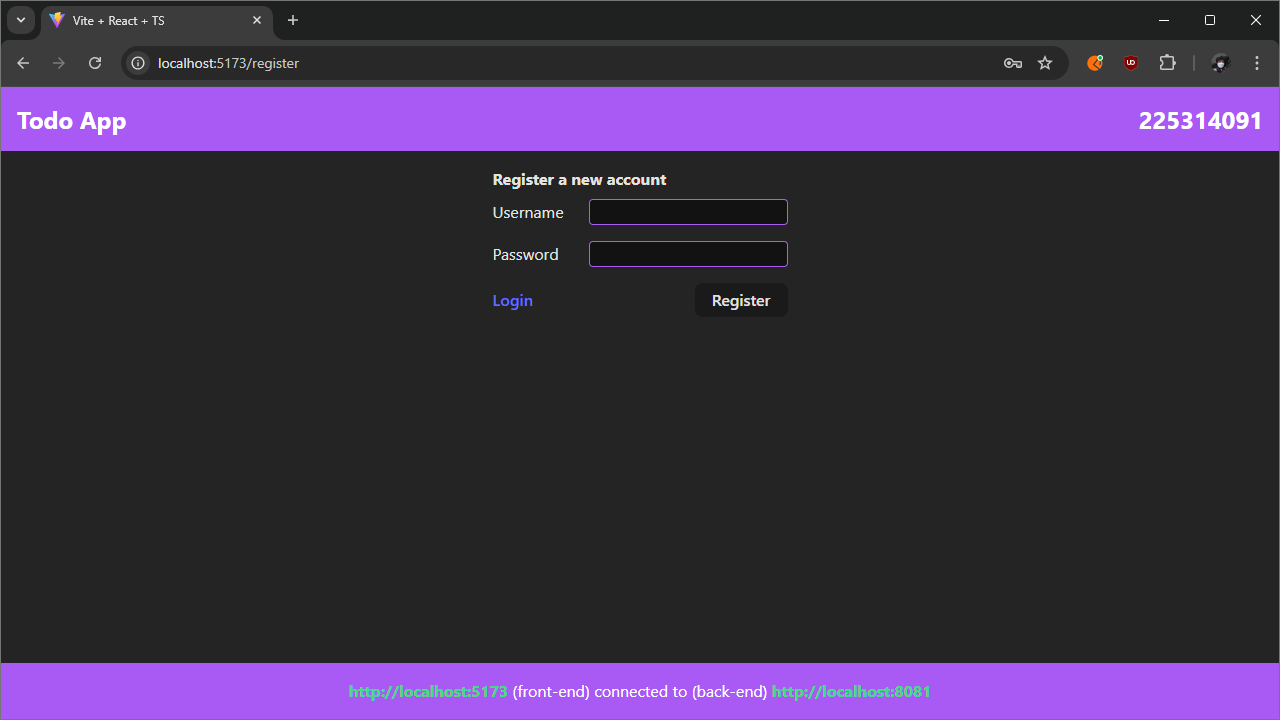 Vite + React + TS
localhost:5173/register
Todo App
225314091
Register a new account
Username
Password
Login
Register
http://localhost:5173 (front-end) connected to (back-end) http://localhost:8081